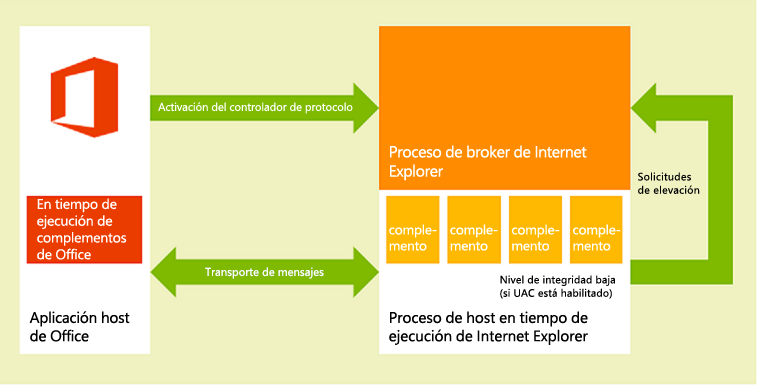 Activación del controlador de protocolo
Proceso de broker de Internet
Explorer
Solicitudes
de elevación
En tiempo de
ejecución de
complementos
de Office
comple-
mento
comple-
mento
comple-
mento
comple-
mento
Transporte de mensajes
Nivel de integridad baja
(si UAC está habilitado)
Aplicación host
de Office
Proceso de host en tiempo de
ejecución de Internet Explorer